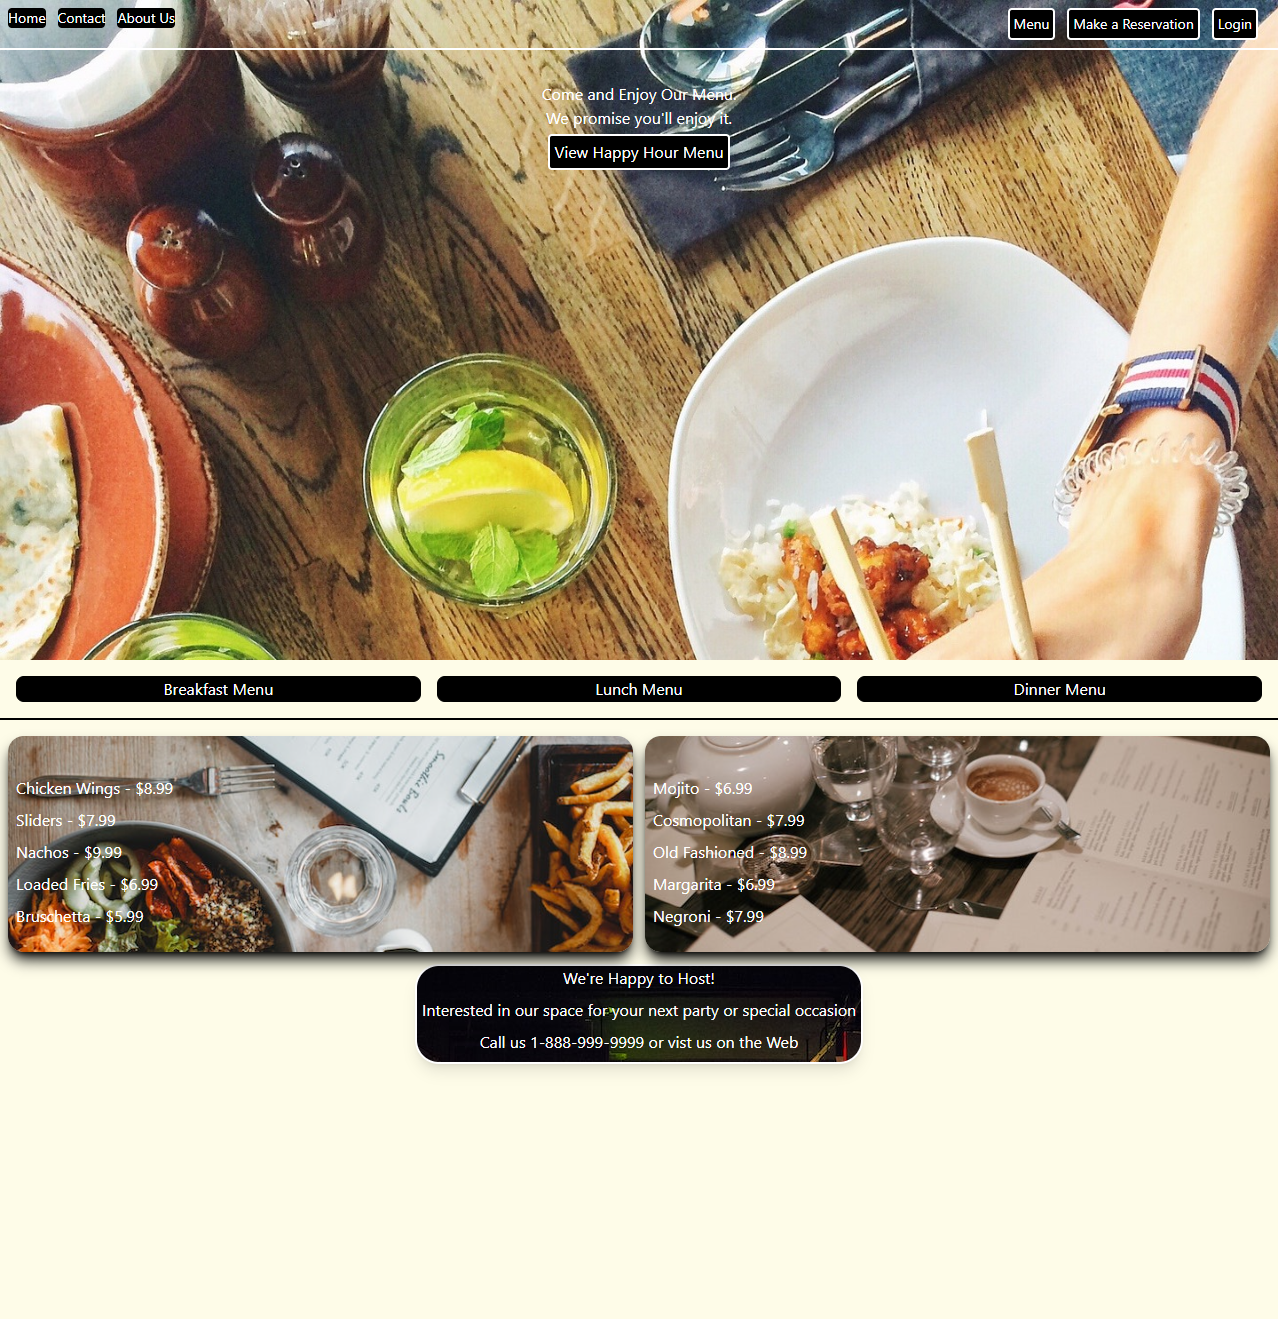 Home Contact About Us Menu Make a Reservation Login
Come and Enjoy Our Menu.
We promise you'll enjoy it.
View Happy Hour Menu
Breakfast Menu Lunch Menu Dinner Menu
Chicken Wings - $8.99
Sliders - $7.99
Nachos - $9.99
Loaded Fries - $6.99
Bruschetta - $5.99
Smoothie Bowls
Mojito - $6.99
Cosmopolitan - $7.99
Old Fashioned - $8.99
Margarita - $6.99
Negroni - $7.99
We're Happy to Host!
Interested in our space for your next party or special occasion
Call us 1-888-999-9999 or vist us on the Web